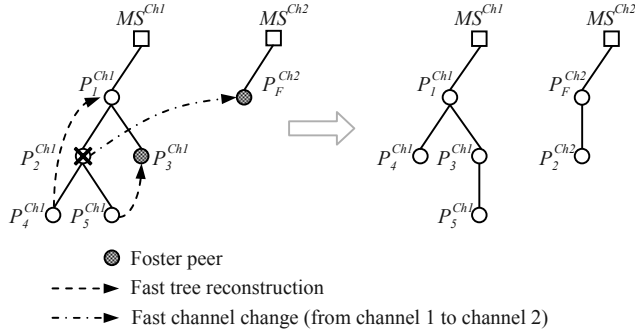 MS^Ch1 MS^Ch2 MS^Ch1 MS^Ch2
P_1^Ch1 P_F^Ch2 P_1^Ch1 P_F^Ch2
P_2^Ch1 P_3^Ch1 P_4^Ch1 P_3^Ch1 P_2^Ch2
P_4^Ch1 P_5^Ch1 P_5^Ch1
Foster peer
Fast tree reconstruction
Fast channel change (from channel 1 to channel 2)